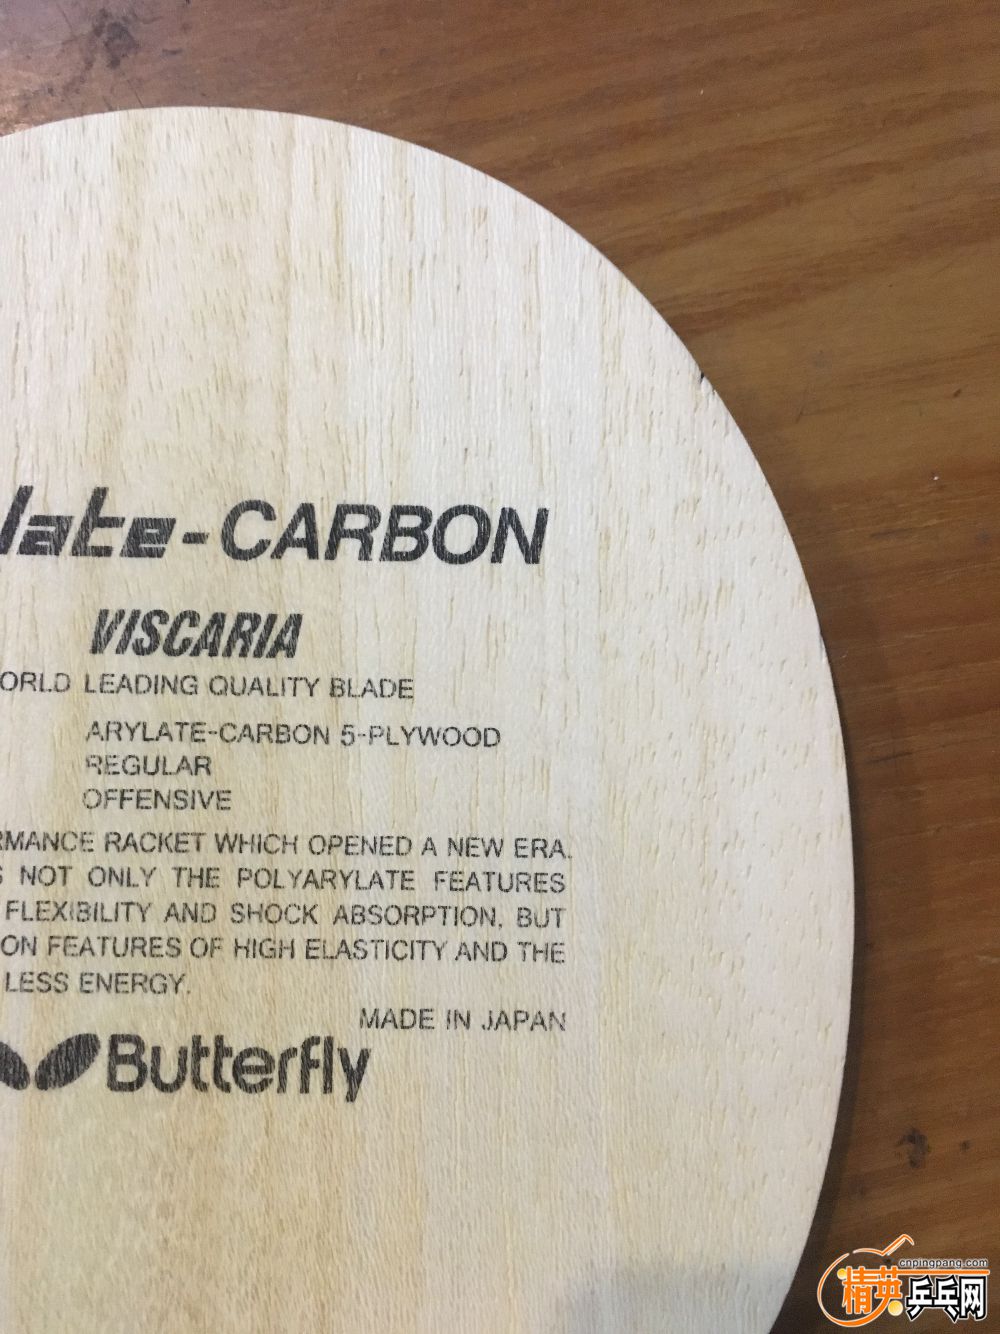 late-CARBON
VISCARIA
ORLD LEADING QUALITY BLADE
ARYLATE-CARBON 5-PLYWOOD
REGULAR
OFFENSIVE
RMANCE RACKET WHICH OPENED A NEW ERA.
S NOT ONLY THE POLYARYLATE FEATURES
FLEXIBILITY AND SHOCK ABSORPTION, BUT
ON FEATURES OF HIGH ELASTICITY AND THE
LESS ENERGY.
MADE IN JAPAN
Butterfly
cnpingpang.com
精英乒乓网